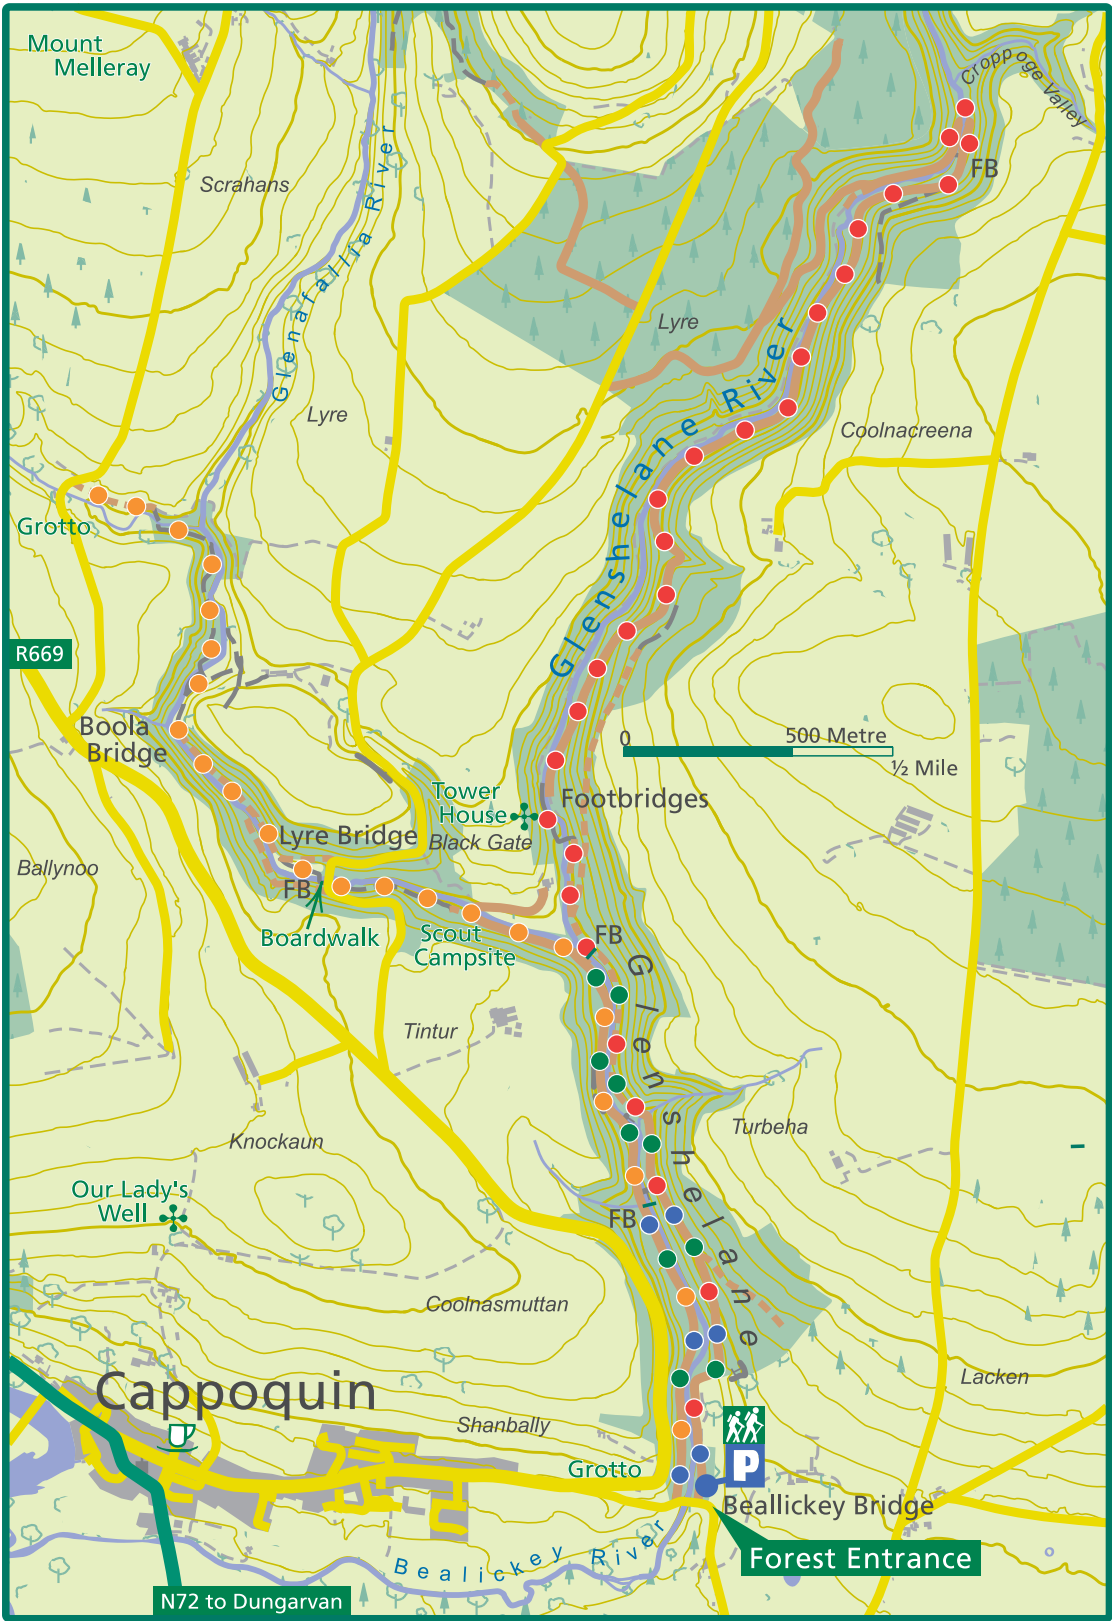 Mount
Melleray
Croppoge Valley
FB
Scrahans
Glenafallia River
Lyre
Lyre
Glenshelane River
Coolnacreena
Grotto
R669
Boola
Bridge
0
500 Metre
½ Mile
Tower
House
Footbridges
Lyre Bridge
Black Gate
Ballynoo
FB
Boardwalk
Scout
Campsite
FB
Glenshelane
Tintur
Turbeha
Knockaun
Our Lady's
Well
FB
Coolnasmuttan
Lacken
Cappoquin
Shanbally
Grotto
P
Beallickey Bridge
Bealickey River
Forest Entrance
N72 to Dungarvan